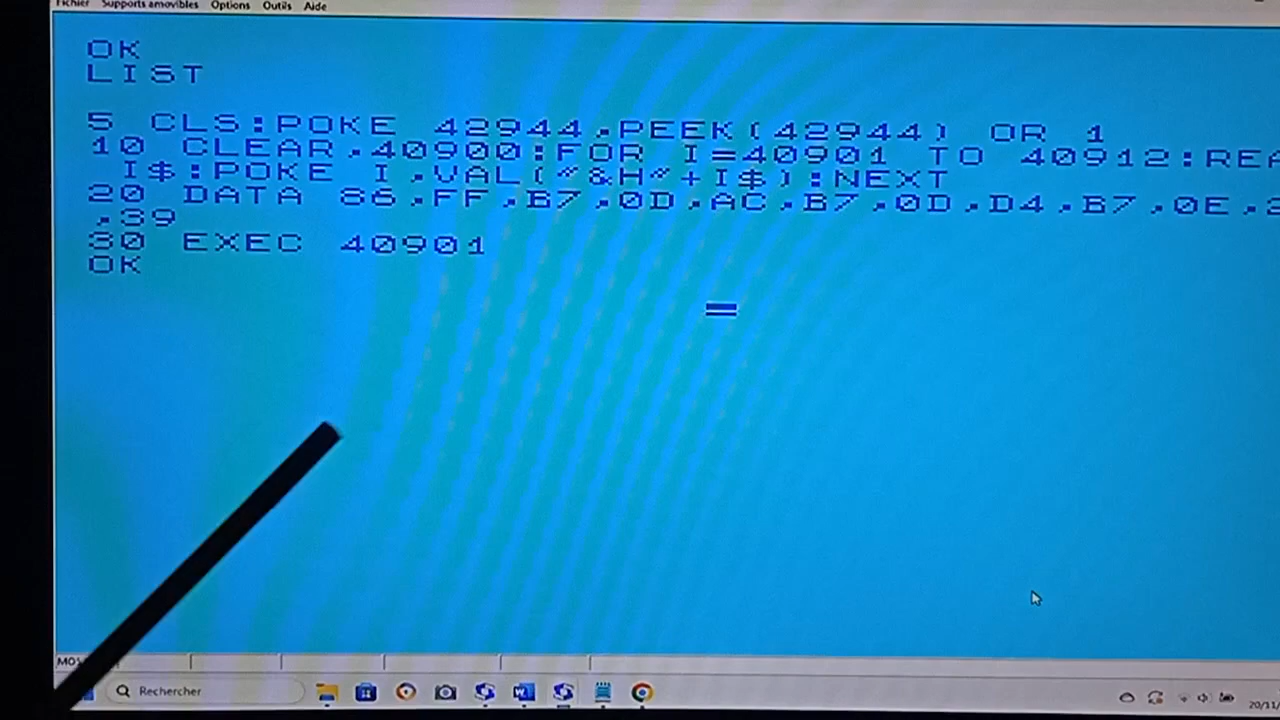 Fichier Supports amovibles Options Outils Aide
OK
LIST
5 CLS:POKE 42944,PEEK(42944) OR 1
10 CLEAR,40900:FOR I=40901 TO 40912:REA
I$:POKE I,VAL("&H"+I$):NEXT
20 DATA 86,FF,B7,0D,AC,B7,0D,D4,B7,0E,
,39
30 EXEC 40901
OK
Rechercher
20/11/